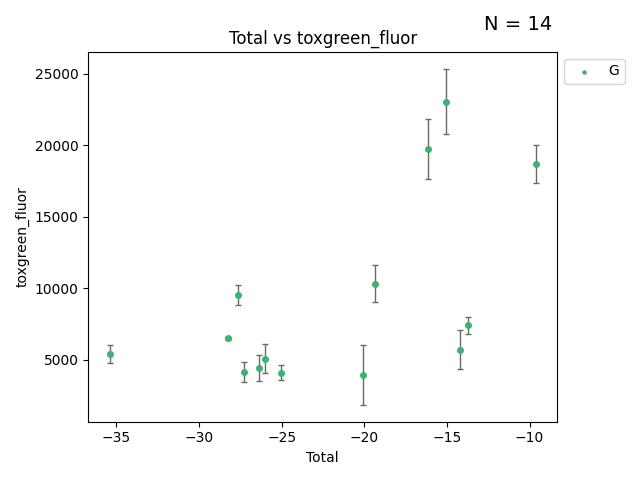 N = 14
Total vs toxgreen_fluor
G
25000
20000
15000
10000
5000
toxgreen_fluor
−35
−30
−25
−20
−15
−10
Total